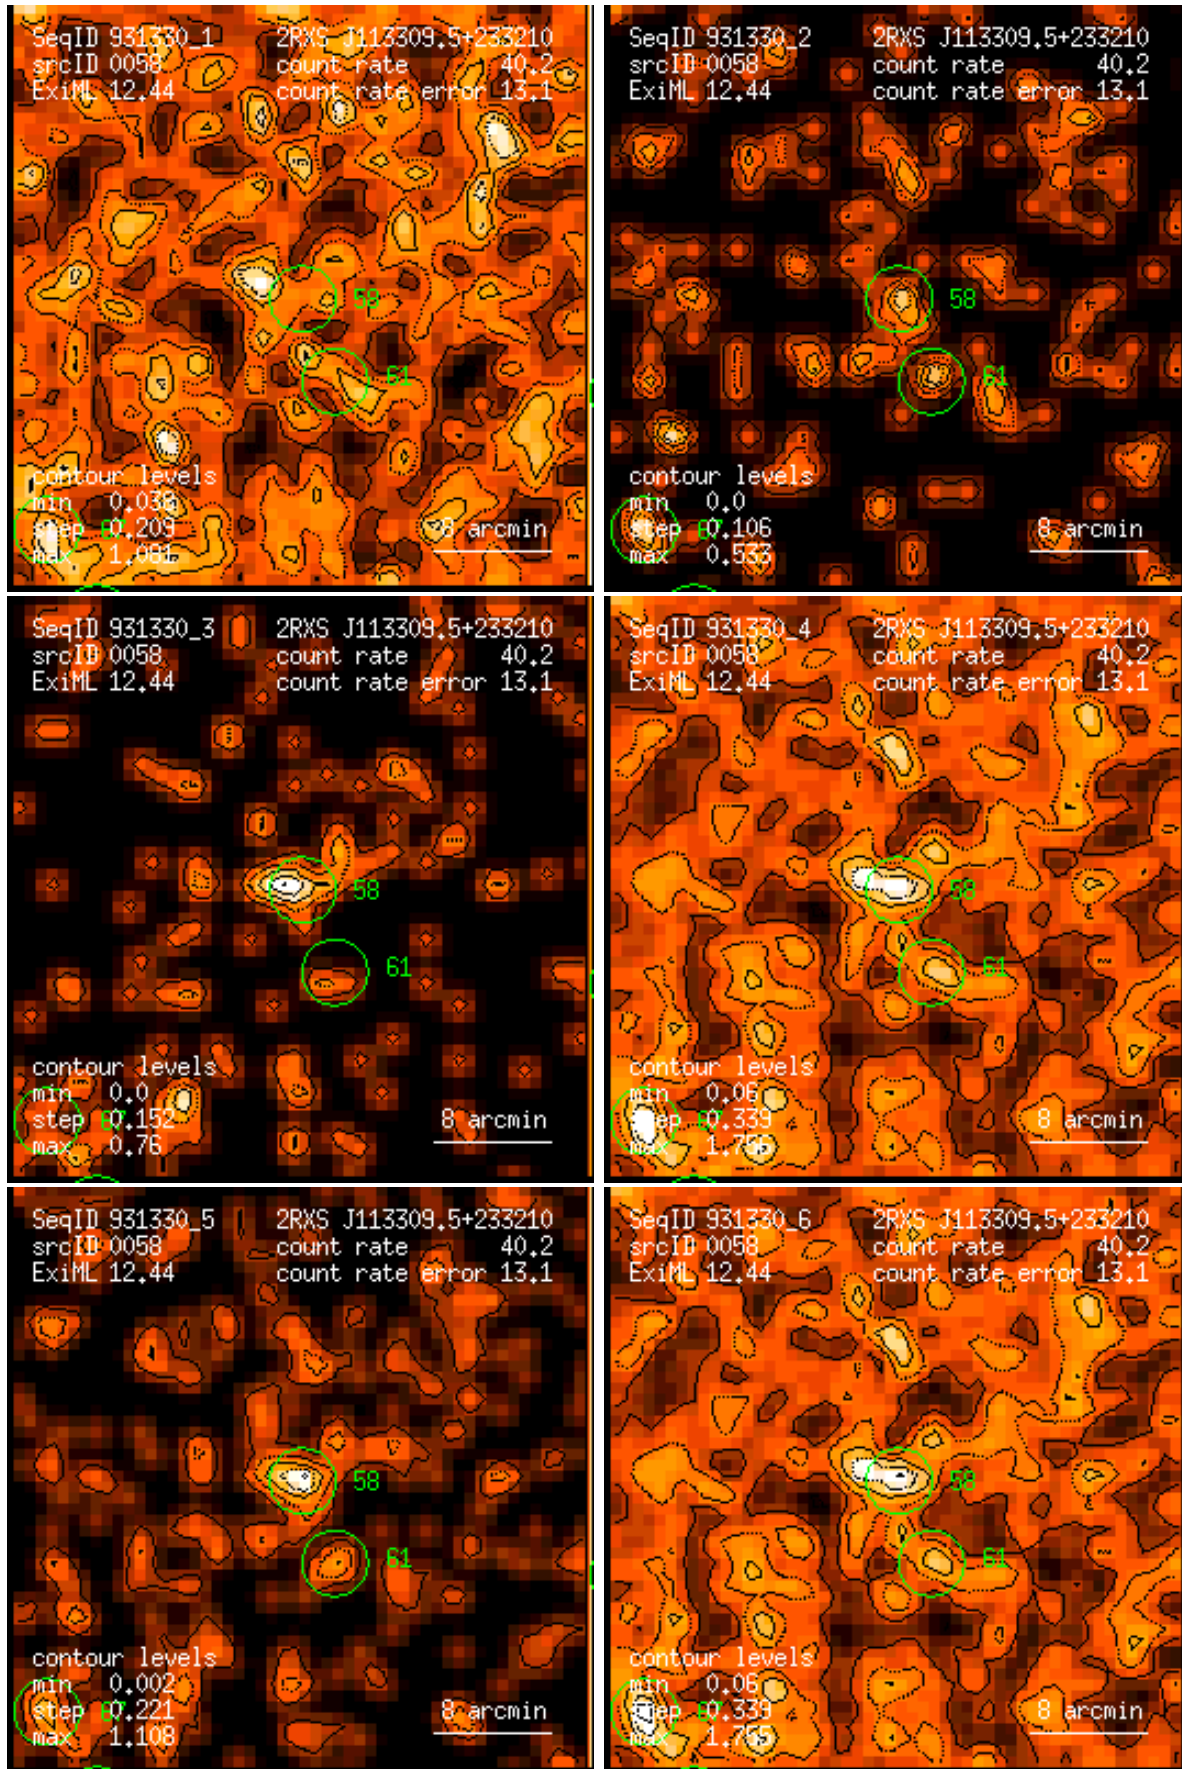 SeqID 931330_1 2RXS J113309.5+233210
srcID 0058 count rate 40.2
ExiML 12.44 count rate error 13.1
58
61
contour levels
min 0.038
step 0.209
max 1.081
8 arcmin
SeqID 931330_2 2RXS J113309.5+233210
srcID 0058 count rate 40.2
ExiML 12.44 count rate error 13.1
58
61
contour levels
min 0.0
step 0.106
max 0.533
8 arcmin
SeqID 931330_3 2RXS J113309.5+233210
srcID 0058 count rate 40.2
ExiML 12.44 count rate error 13.1
58
61
contour levels
min 0.0
step 0.152
max 0.76
8 arcmin
SeqID 931330_4 2RXS J113309.5+233210
srcID 0058 count rate 40.2
ExiML 12.44 count rate error 13.1
58
61
contour levels
min 0.06
step 0.339
max 1.756
8 arcmin
SeqID 931330_5 2RXS J113309.5+233210
srcID 0058 count rate 40.2
ExiML 12.44 count rate error 13.1
58
61
contour levels
min 0.002
step 0.221
max 1.108
8 arcmin
SeqID 931330_6 2RXS J113309.5+233210
srcID 0058 count rate 40.2
ExiML 12.44 count rate error 13.1
58
61
contour levels
min 0.06
step 0.339
max 1.755
8 arcmin